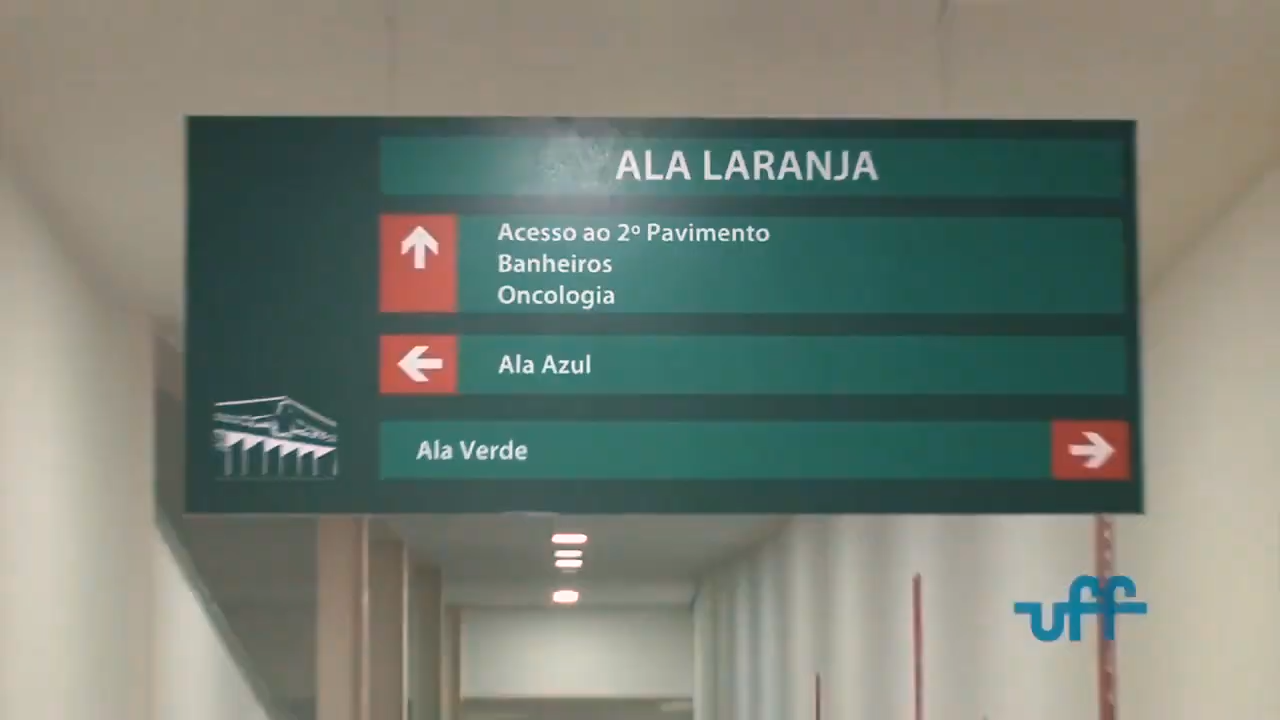 ALA LARANJA
Acesso ao 2º Pavimento
Banheiros
Oncologia
Ala Azul
Ala Verde
uff